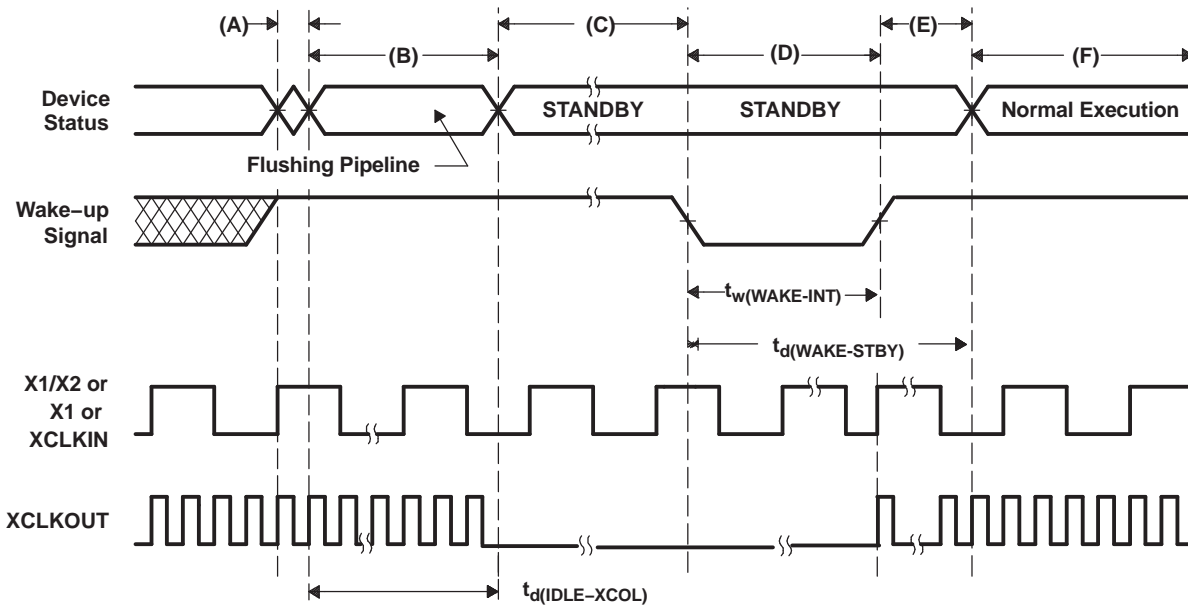 (A)
(B)
(C)
(D)
(E)
(F)
Device
Status
STANDBY
STANDBY
Normal Execution
Flushing Pipeline
Wake−up
Signal
tw(WAKE-INT)
td(WAKE-STBY)
X1/X2 or
X1 or
XCLKIN
XCLKOUT
td(IDLE−XCOL)